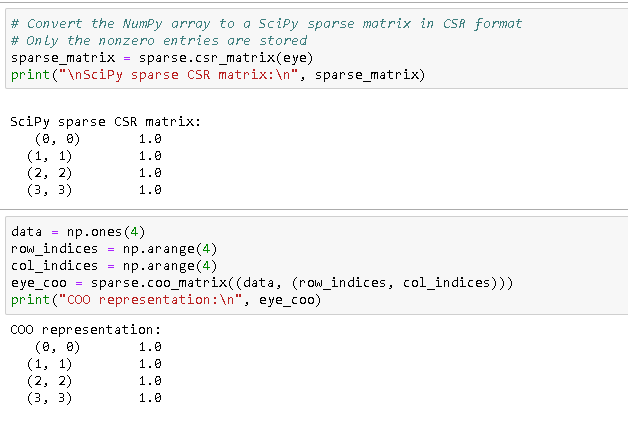 # Convert the NumPy array to a SciPy sparse matrix in CSR format
# Only the nonzero entries are stored
sparse_matrix = sparse.csr_matrix(eye)
print("\nSciPy sparse CSR matrix:\n", sparse_matrix)
SciPy sparse CSR matrix:
(0, 0) 1.0
(1, 1) 1.0
(2, 2) 1.0
(3, 3) 1.0
data = np.ones(4)
row_indices = np.arange(4)
col_indices = np.arange(4)
eye_coo = sparse.coo_matrix((data, (row_indices, col_indices)))
print("COO representation:\n", eye_coo)
COO representation:
(0, 0) 1.0
(1, 1) 1.0
(2, 2) 1.0
(3, 3) 1.0